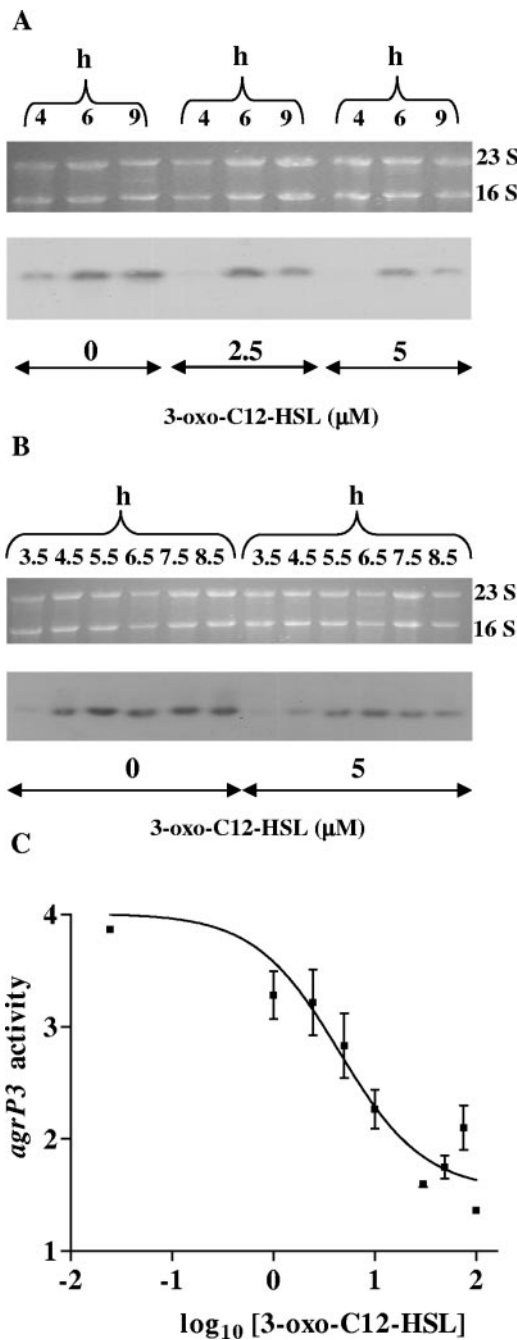 A
h h h
4 6 9 4 6 9 4 6 9
23 S
16 S
0 2.5 5
3-oxo-C12-HSL (μM)
B
h h
3.5 4.5 5.5 6.5 7.5 8.5 3.5 4.5 5.5 6.5 7.5 8.5
23 S
16 S
0 5
3-oxo-C12-HSL (μM)
C
4
3
2
1
agrP3 activity
-2 -1 0 1 2
log10 [3-oxo-C12-HSL]